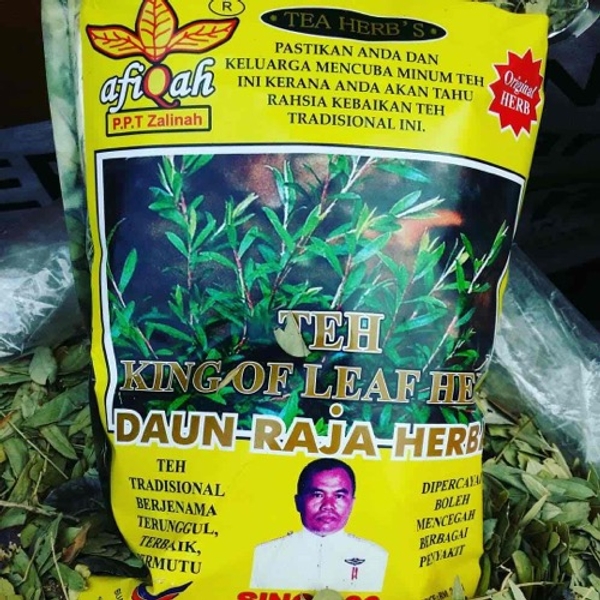 ®
afiQah
P.P.T Zalinah
TEA HERB'S
PASTIKAN ANDA DAN
KELUARGA MENCUBA MINUM TEH
INI KERANA ANDA AKAN TAHU
RAHSIA KEBAIKAN TEH
TRADISIONAL INI.
Original
HERB
TEH
KING OF LEAF HE
DAUN RAJA HERB
TEH
TRADISIONAL
BERJENAMA
TERUNGGUL,
TERBAIK,
ERMUTU
DIPERCAYAI
BOLEH
MENCEGAH
BERBAGAI
PENYAKIT